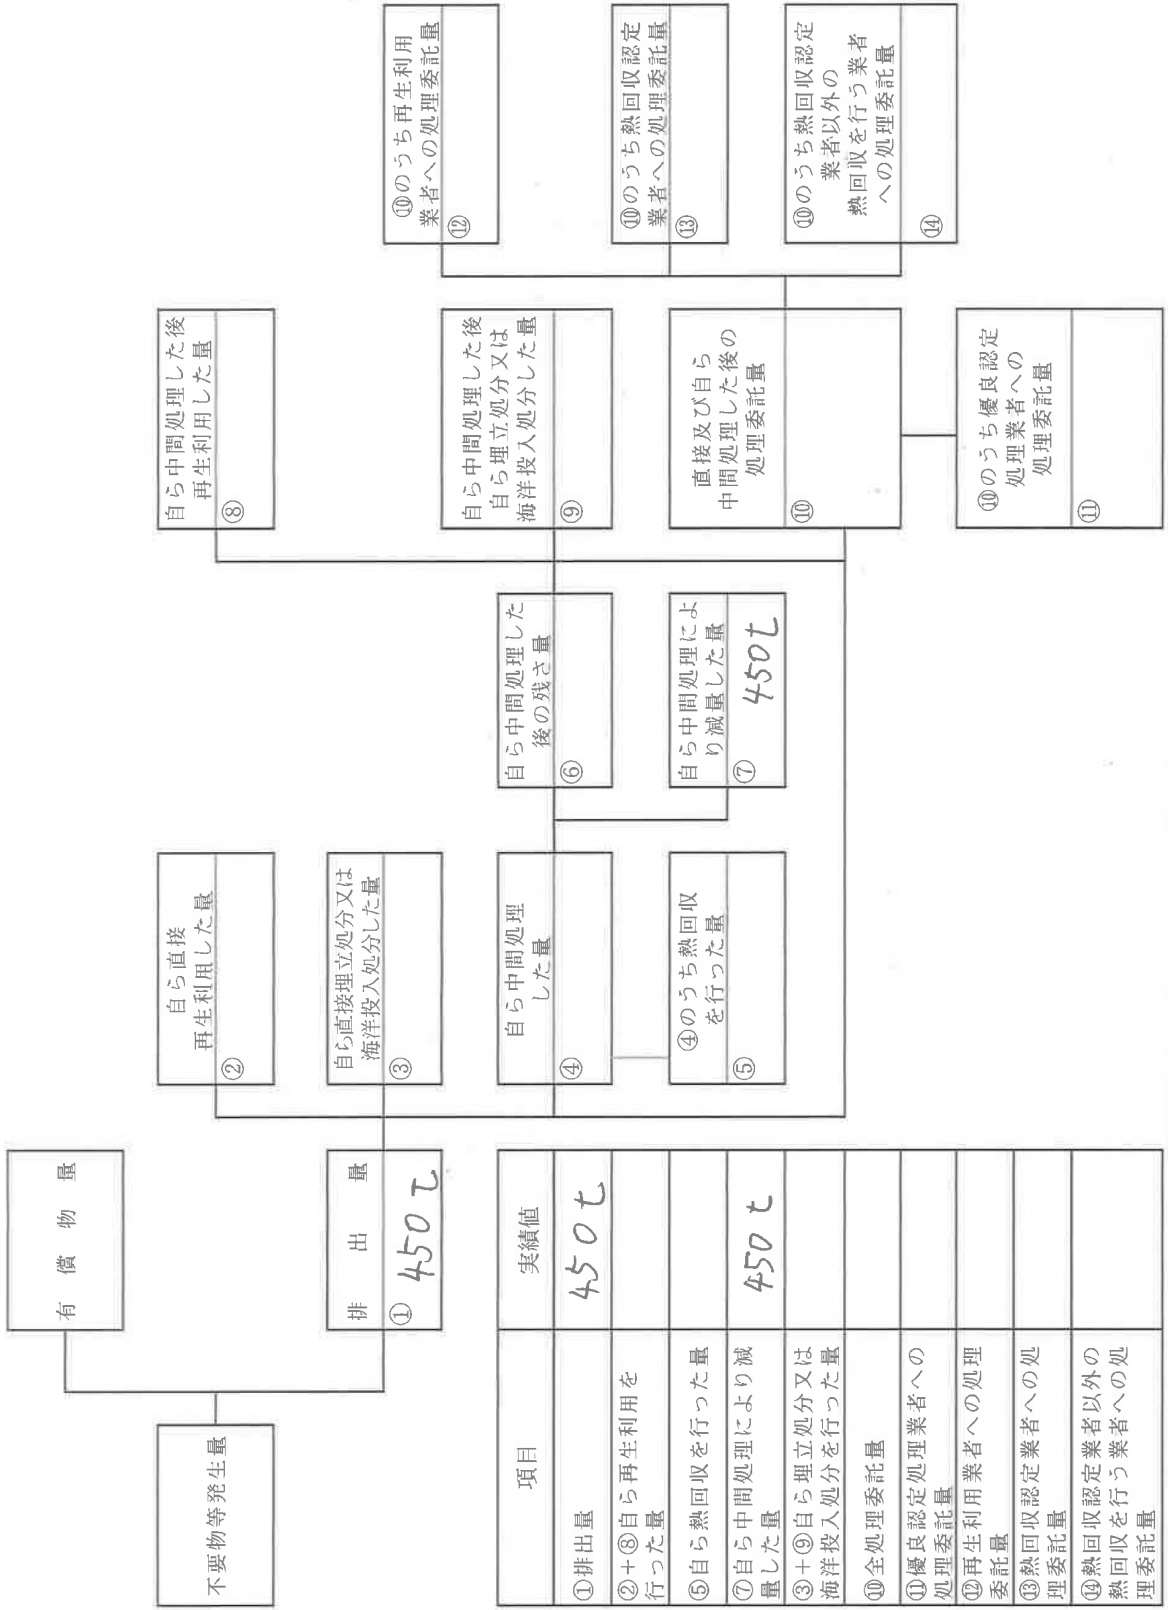 不要物等発生量
有償物量
排出量
① 450t
自ら直接
再生利用した量
②
自ら直接埋立処分又は
海洋投入処分した量
③
自ら中間処理
した量
④
④のうち熱回収
を行った量
⑤
自ら中間処理した
後の残さ量
⑥
自ら中間処理によ
り減量した量
⑦ 450t
自ら中間処理した後
再生利用した量
⑧
自ら中間処理した後
自ら埋立処分又は
海洋投入処分した量
⑨
直接及び自ら
中間処理した後の
処理委託量
⑩
⑩のうち優良認定
処理業者への
処理委託量
⑪
⑩のうち再生利用
業者への処理委託量
⑫
⑩のうち熱回収認定
業者への処理委託量
⑬
⑩のうち熱回収認定
業者以外の
熱回収を行う業者
への処理委託量
⑭
項目 実績値
①排出量 450t
②+⑧自ら再生利用を
行った量
⑤自ら熱回収を行った量
⑦自ら中間処理により減
量した量 450t
③+⑨自ら埋立処分又は
海洋投入処分を行った量
⑩全処理委託量
⑪優良認定処理業者への
処理委託量
⑫再生利用業者への処理
委託量
⑬熱回収認定業者への処
理委託量
⑭熱回収認定業者以外の
熱回収を行う業者への処
理委託量